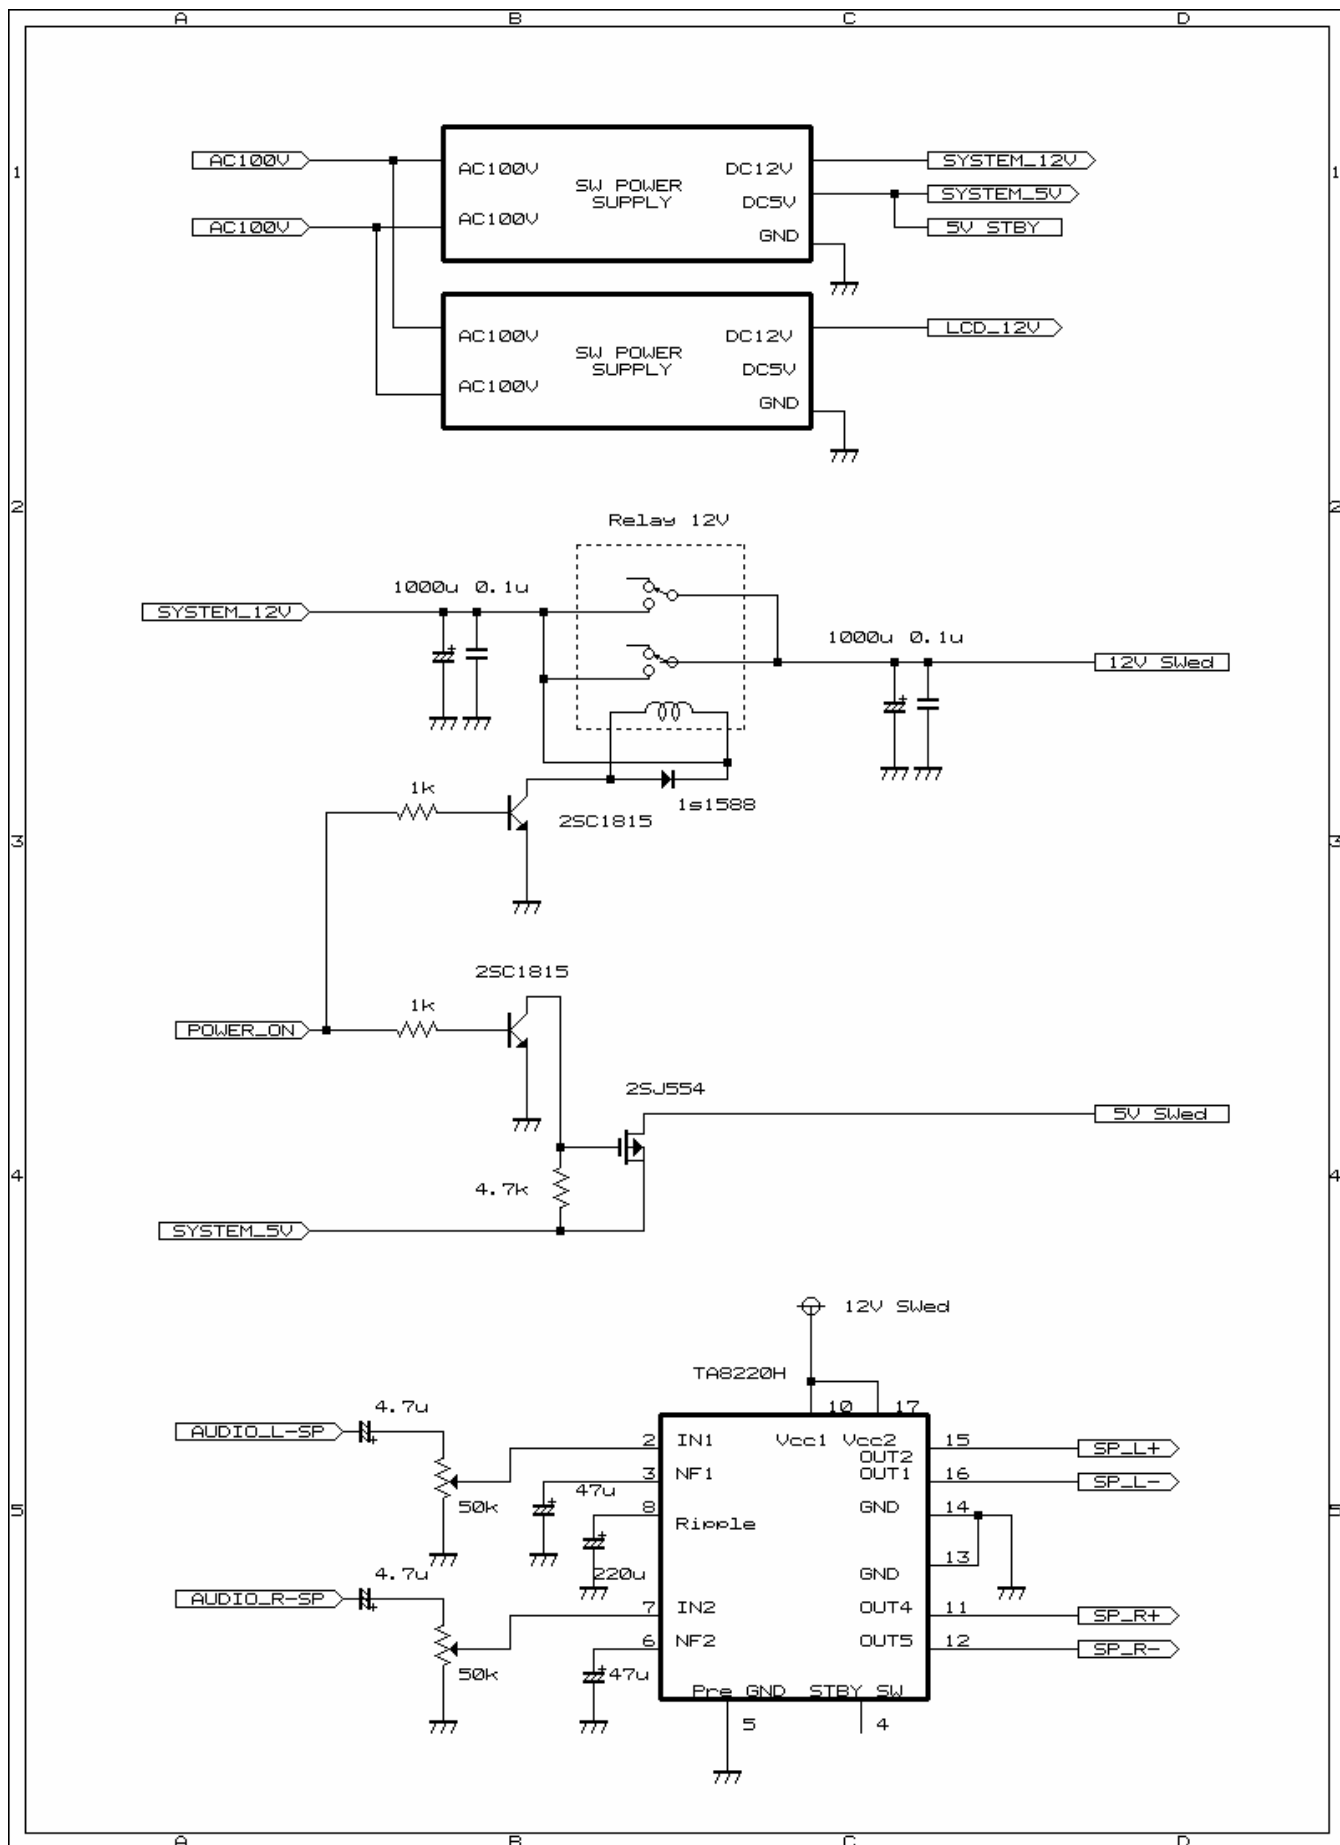 A B C D
1 1
AC100V
AC100V
AC100V
AC100V
SW POWER
SUPPLY
DC12V
DC5V
GND
SYSTEM_12V
SYSTEM_5V
5V STBY
AC100V
AC100V
SW POWER
SUPPLY
DC12V
DC5V
GND
LCD_12V
2 2
Relay 12V
1000u 0.1u
SYSTEM_12V
1000u 0.1u
12V SWed
1s1588
1k
2SC1815
3 3
2SC1815
1k
POWER_ON
2SJ554
5V SWed
4 4
4.7k
SYSTEM_5V
12V SWed
TA8220H
10 17
4.7u
AUDIO_L-SP
50k
2 IN1
Vcc1 Vcc2
OUT2 15
SP_L+
3 NF1
OUT1 16
SP_L-
47u
5 5
8 Ripple
GND 14
220u
GND 13
4.7u
AUDIO_R-SP
50k
7 IN2
OUT4 11
SP_R+
6 NF2
OUT5 12
SP_R-
47u
Pre GND STBY SW
5 4
A B C D